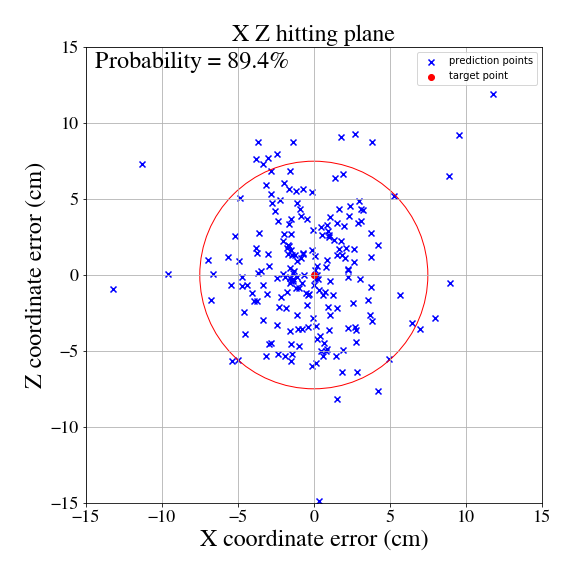 X Z hitting plane
Probability = 89.4%
prediction points
target point
15
10
5
0
−5
−10
−15
Z coordinate error (cm)
−15
−10
−5
0
5
10
15
X coordinate error (cm)